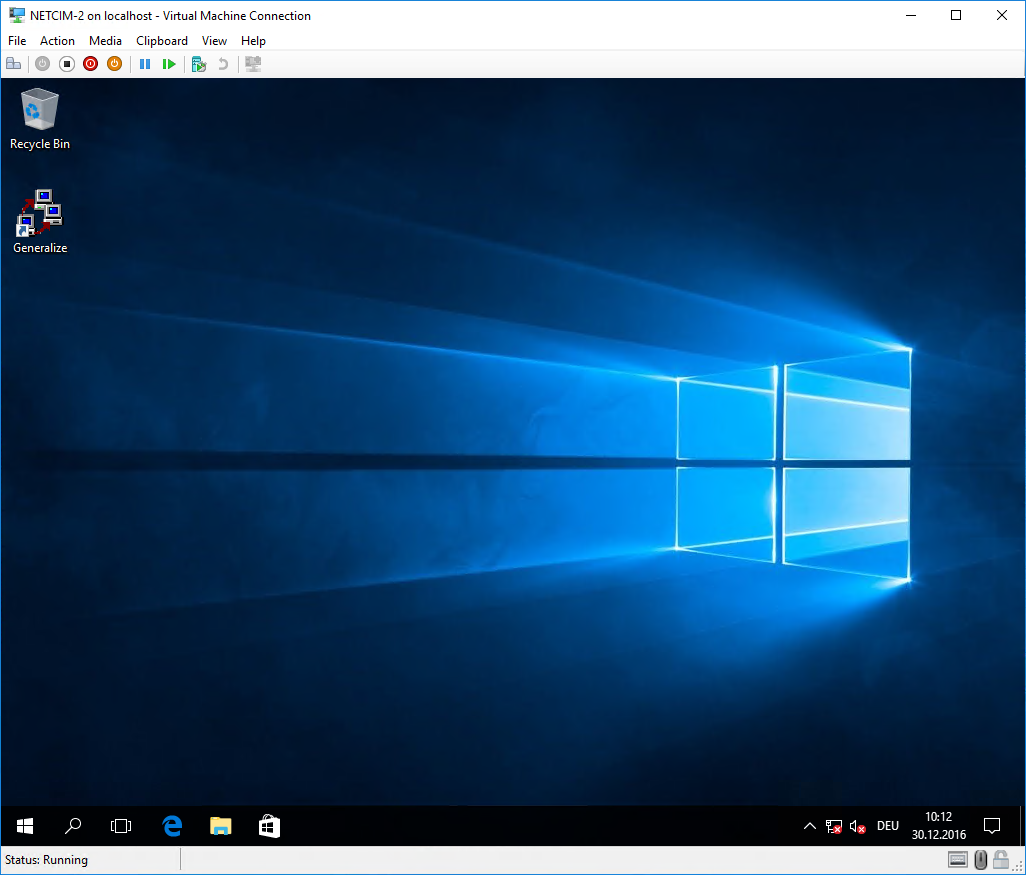 NETCIM-2 on localhost - Virtual Machine Connection
File Action Media Clipboard View Help
Recycle Bin
Generalize
DEU
10:12
30.12.2016
Status: Running